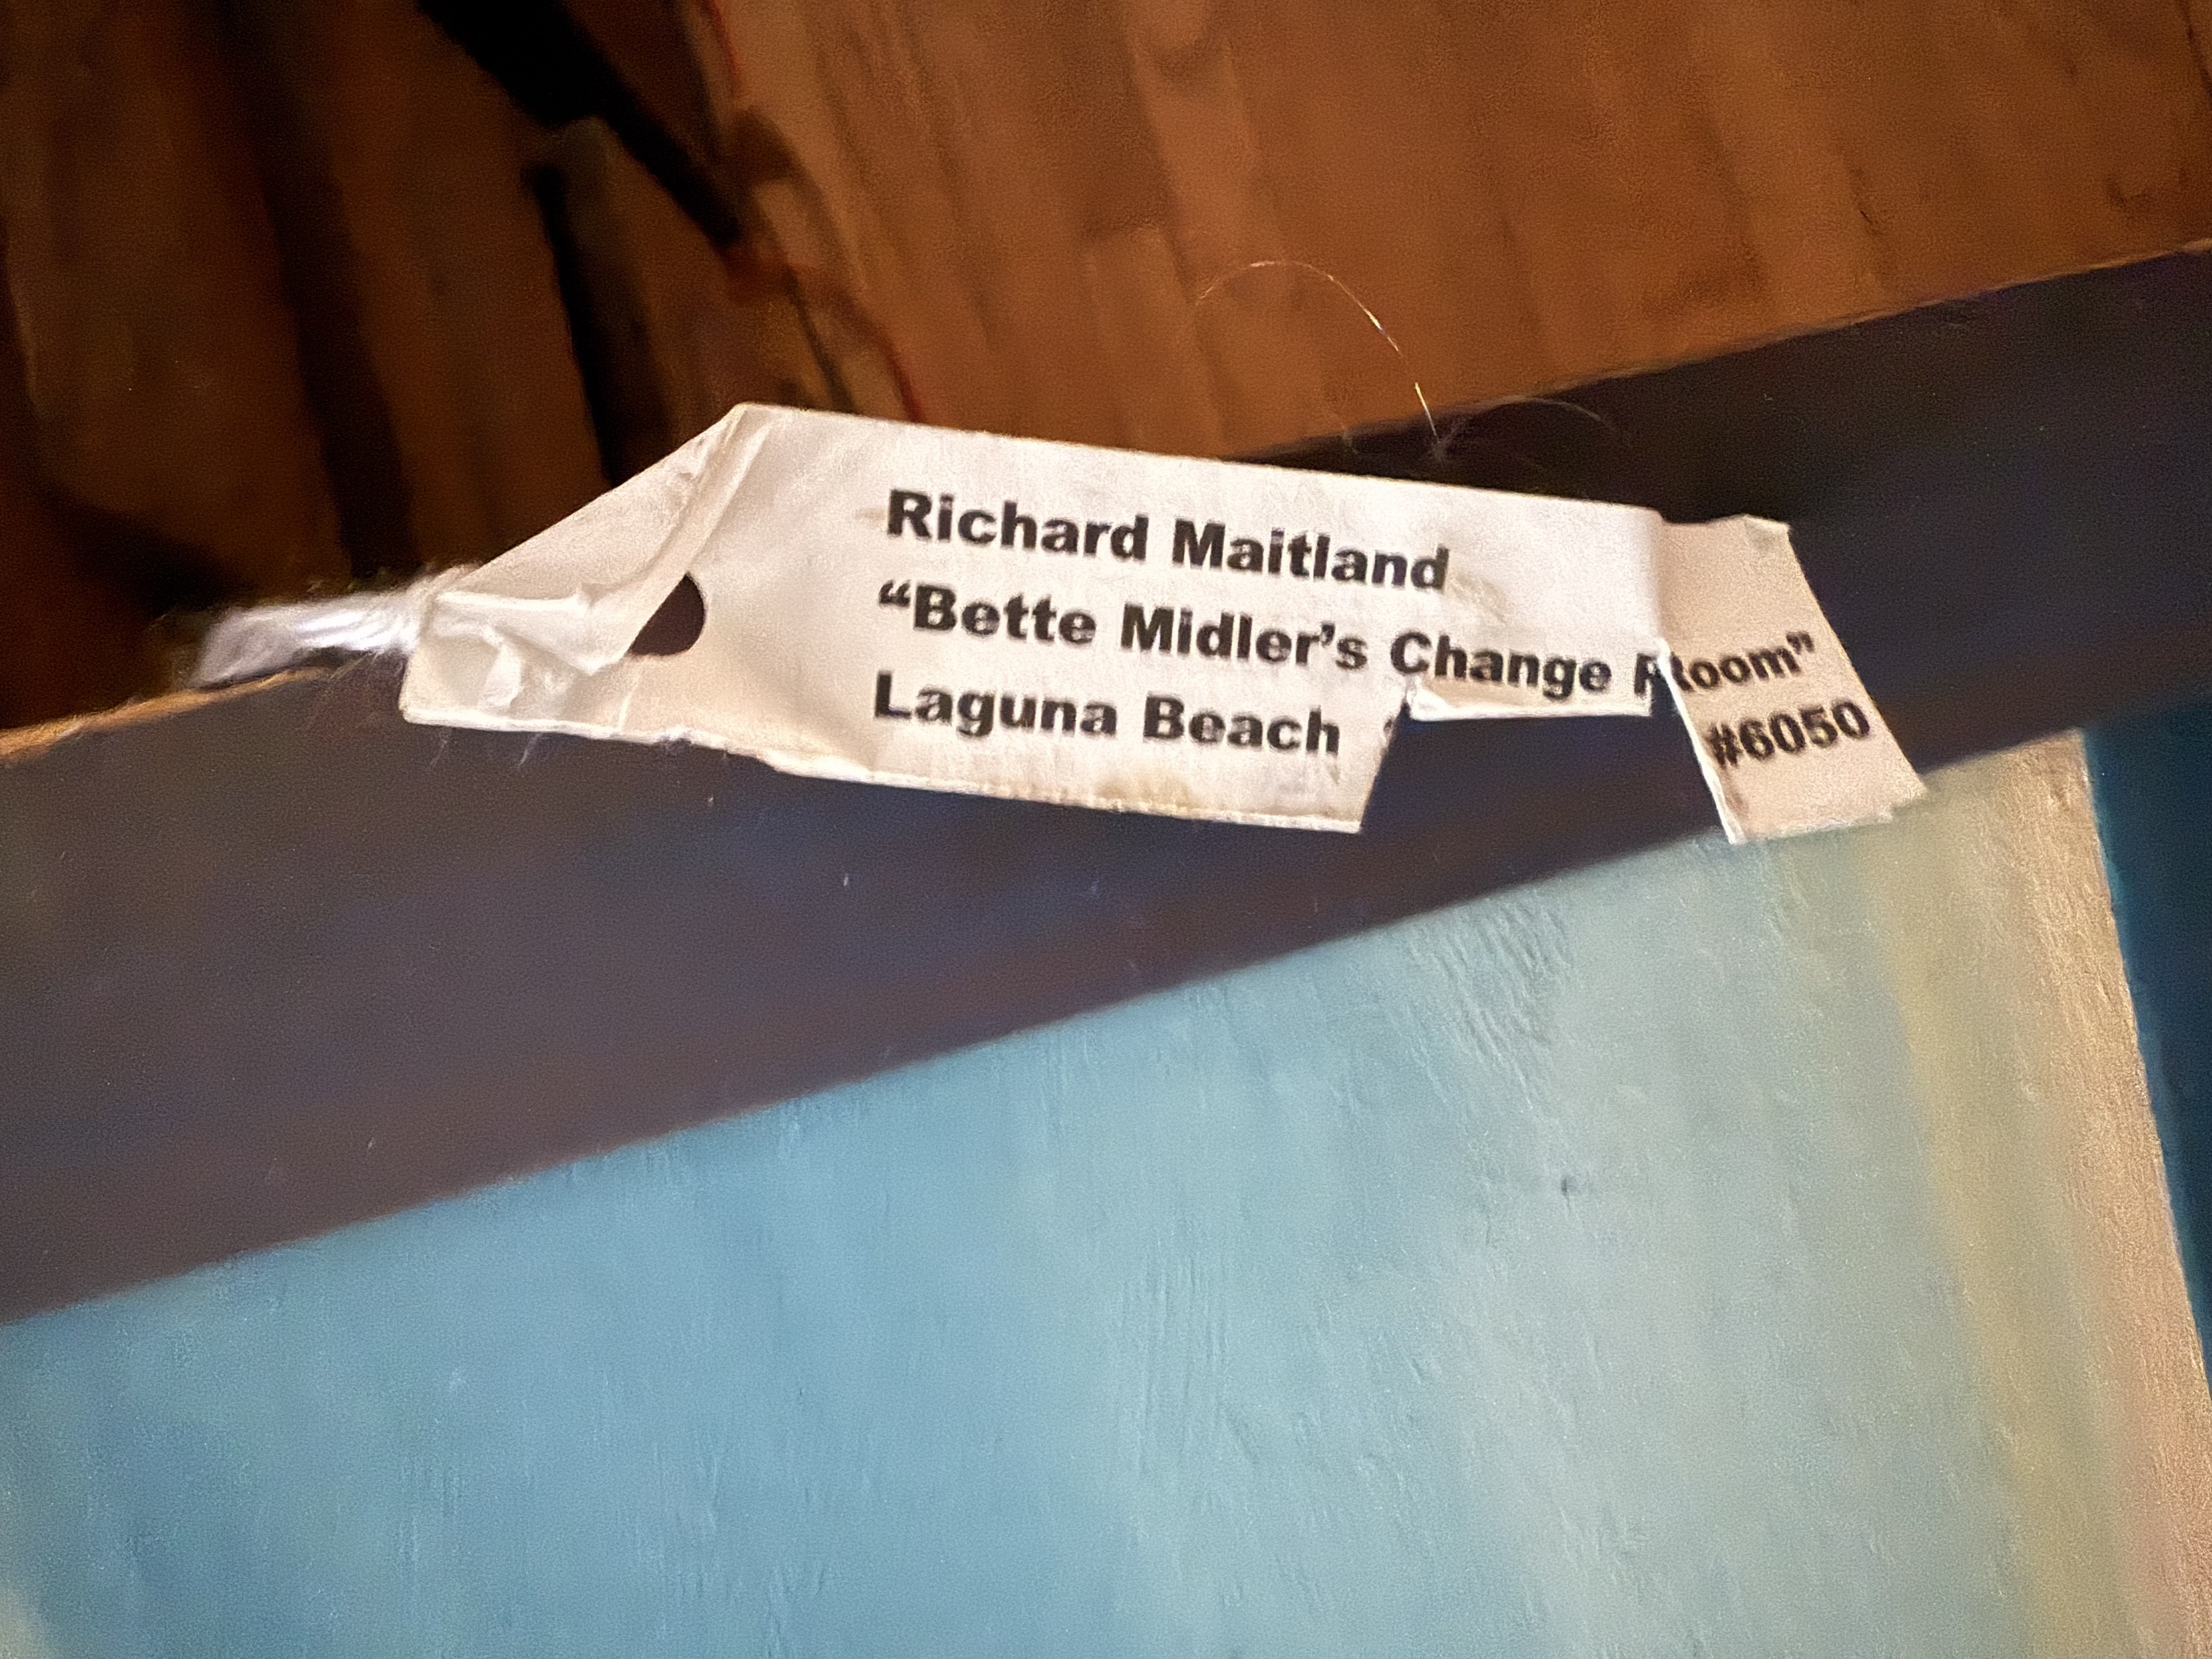 Richard Maitland
“Bette Midler’s Change Room”
Laguna Beach #6050